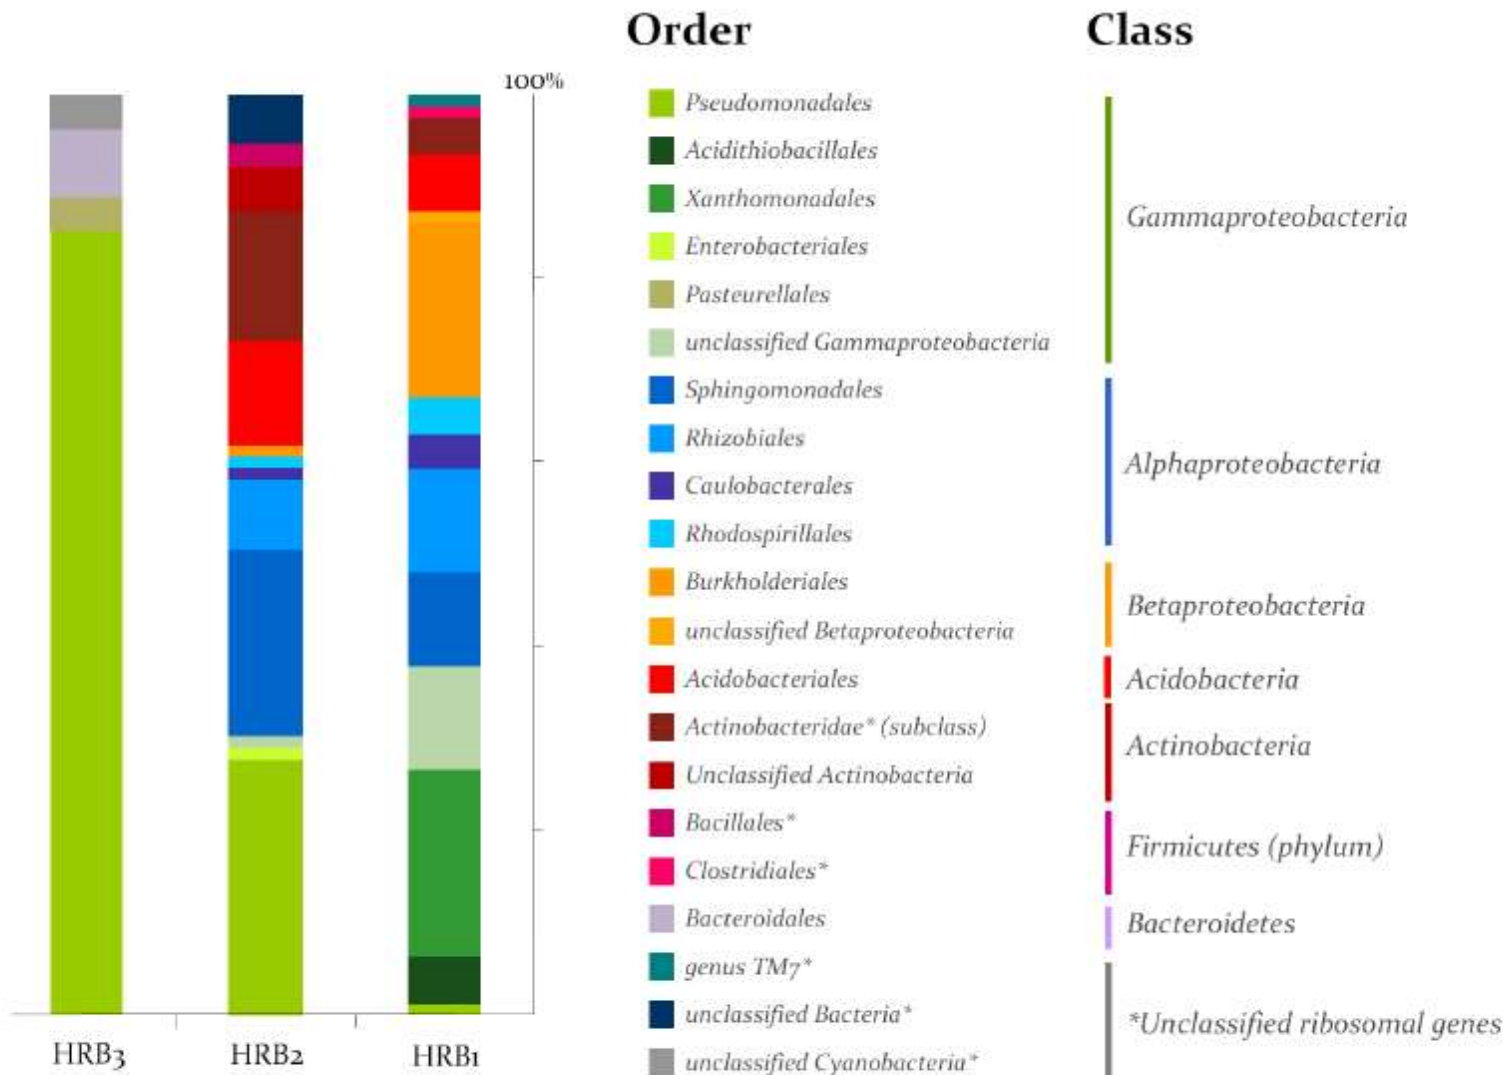 Order
Class
100%
Pseudomonadales
Acidithiobacillales
Xanthomonadales
Enterobacteriales
Pasteurellales
unclassified Gammaproteobacteria
Sphingomonadales
Rhizobiales
Caulobacterales
Rhodospirillales
Burkholderiales
unclassified Betaproteobacteria
Acidobacteriales
Actinobacteridae* (subclass)
Unclassified Actinobacteria
Bacillales*
Clostridiales*
Bacteroidales
genus TM7*
unclassified Bacteria*
unclassified Cyanobacteria*
Gammaproteobacteria
Alphaproteobacteria
Betaproteobacteria
Acidobacteria
Actinobacteria
Firmicutes (phylum)
Bacteroidetes
*Unclassified ribosomal genes
HRB3
HRB2
HRB1